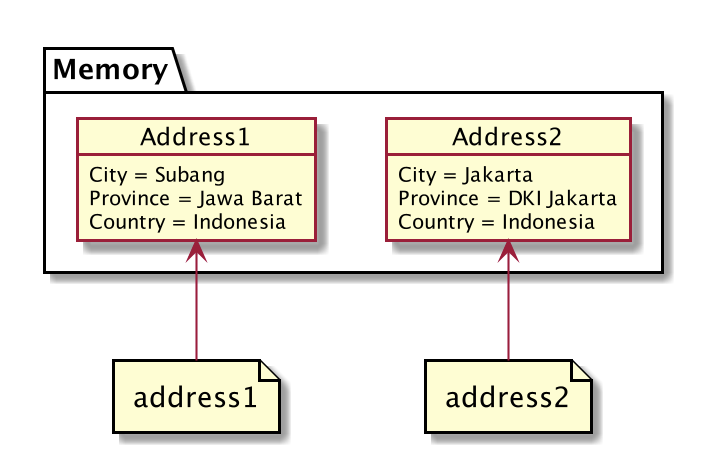 Memory
Address1
City = Subang
Province = Jawa Barat
Country = Indonesia
Address2
City = Jakarta
Province = DKI Jakarta
Country = Indonesia
address1
address2